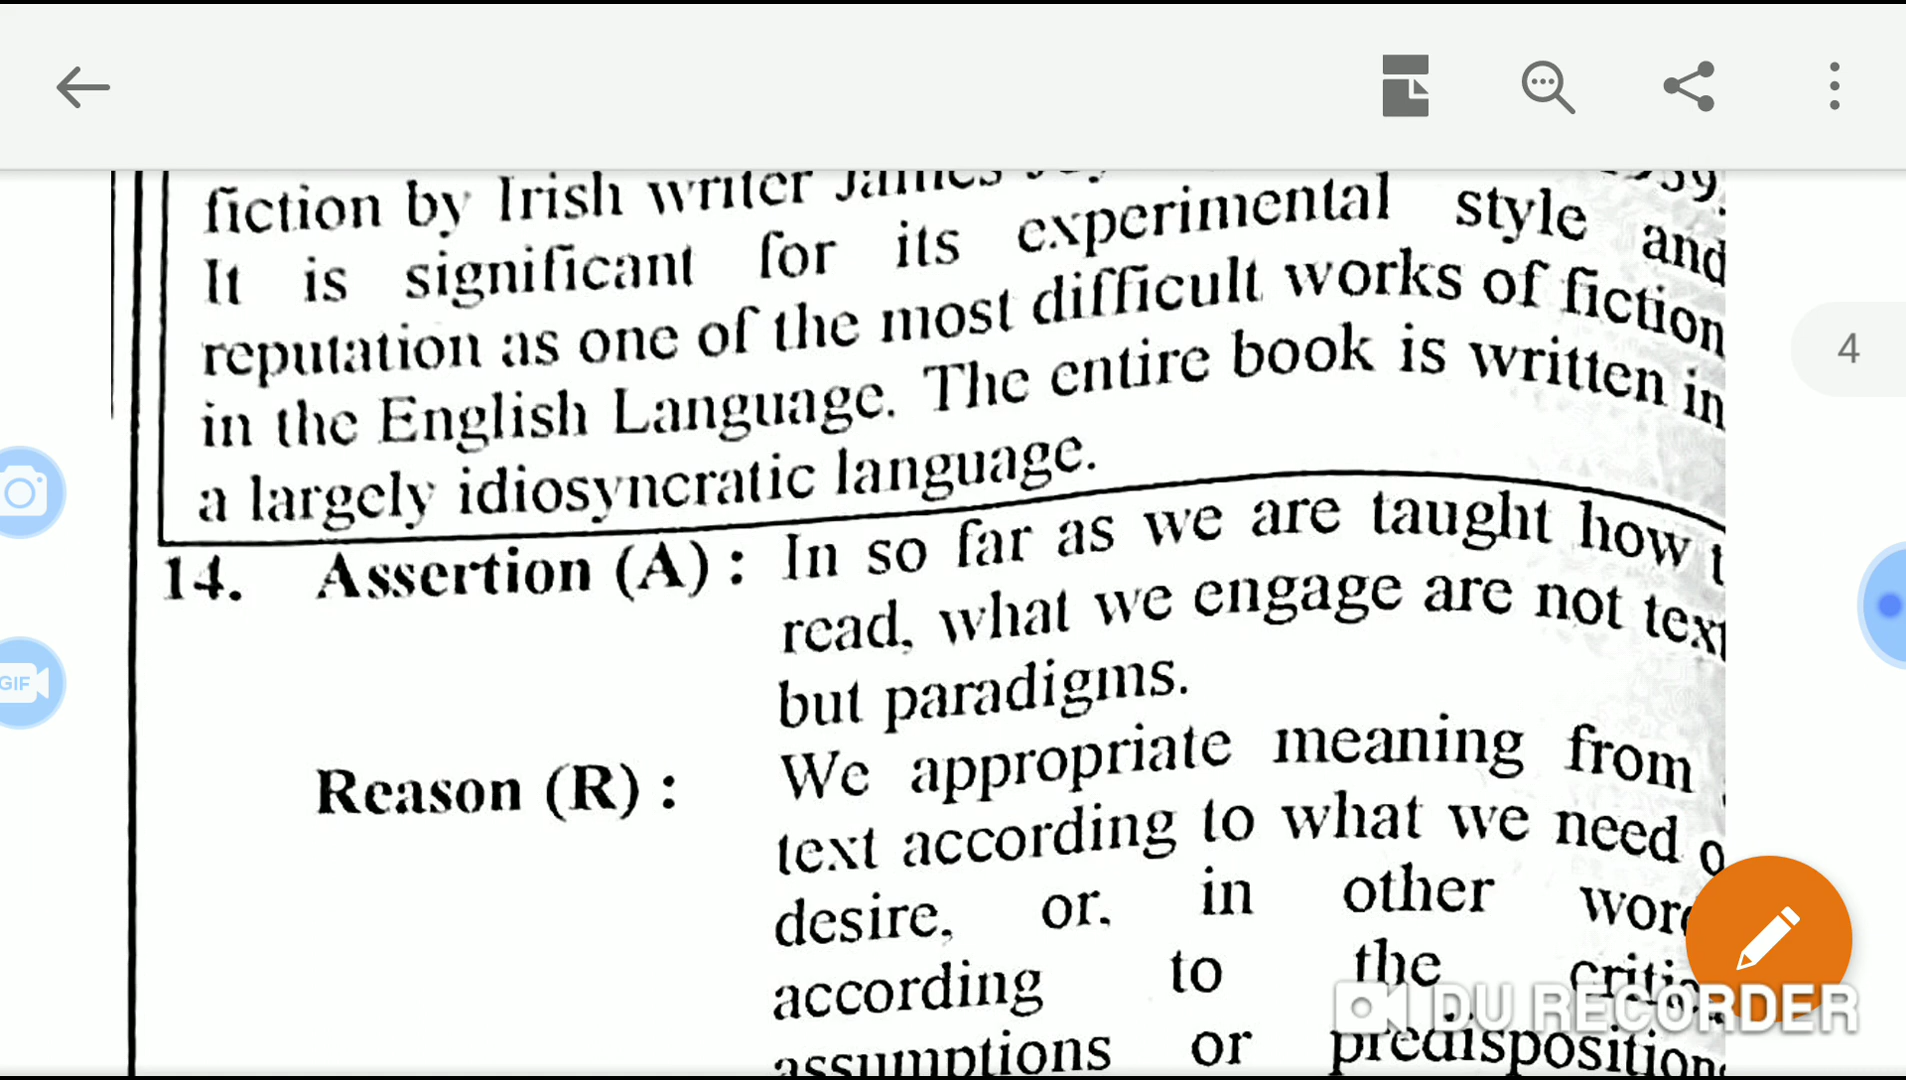 4
fiction by Irish writer James
It is significant for its experimental style and
reputation as one of the most difficult works of fiction
in the English Language. The entire book is written in
a largely idiosyncratic language.
14. Assertion (A) : In so far as we are taught how
read, what we engage are not
but paradigms.
Reason (R) : We appropriate meaning from
text according to what we need
desire, or, in other
according to the
assumptions or
GIF
DU RECORDER